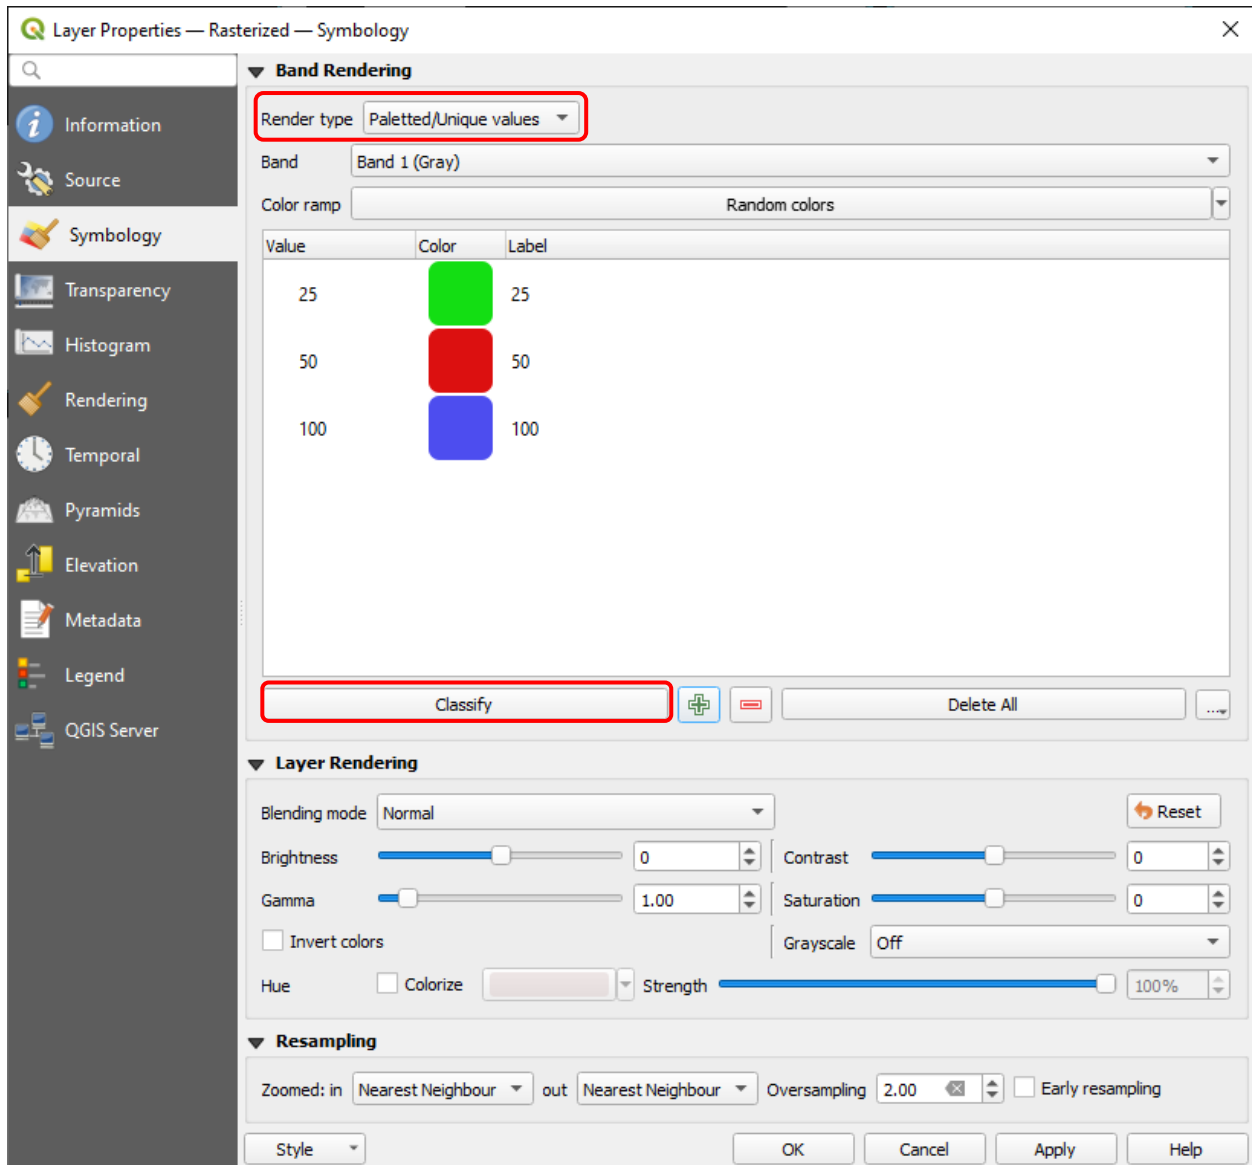 Layer Properties — Rasterized — Symbology
Information
Source
Symbology
Transparency
Histogram
Rendering
Temporal
Pyramids
Elevation
Metadata
Legend
QGIS Server
Band Rendering
Render type Paletted/Unique values
Band Band 1 (Gray)
Color ramp Random colors
Value Color Label
25 25
50 50
100 100
Classify Delete All ...
Layer Rendering
Blending mode Normal Reset
Brightness 0 Contrast 0
Gamma 1.00 Saturation 0
Invert colors Grayscale Off
Hue Colorize Strength 100%
Resampling
Zoomed: in Nearest Neighbour out Nearest Neighbour Oversampling 2.00 Early resampling
Style OK Cancel Apply Help